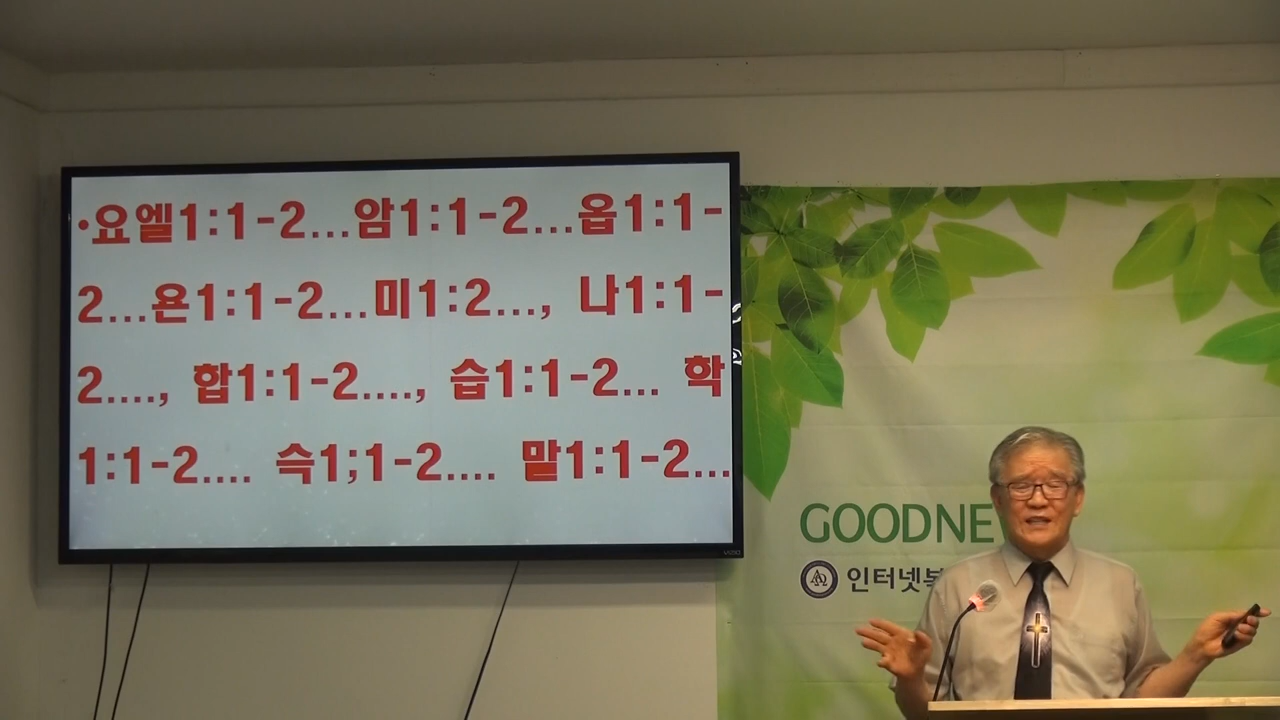 •요엘1:1-2...암1:1-2...옵1:1-
2...욘1:1-2...미1:2..., 나1:1-
2...., 합1:1-2...., 습1:1-2... 학
1:1-2.... 슥1;1-2.... 말1:1-2...
VIZIO
GOODNE
ΑΩ 인터넷복